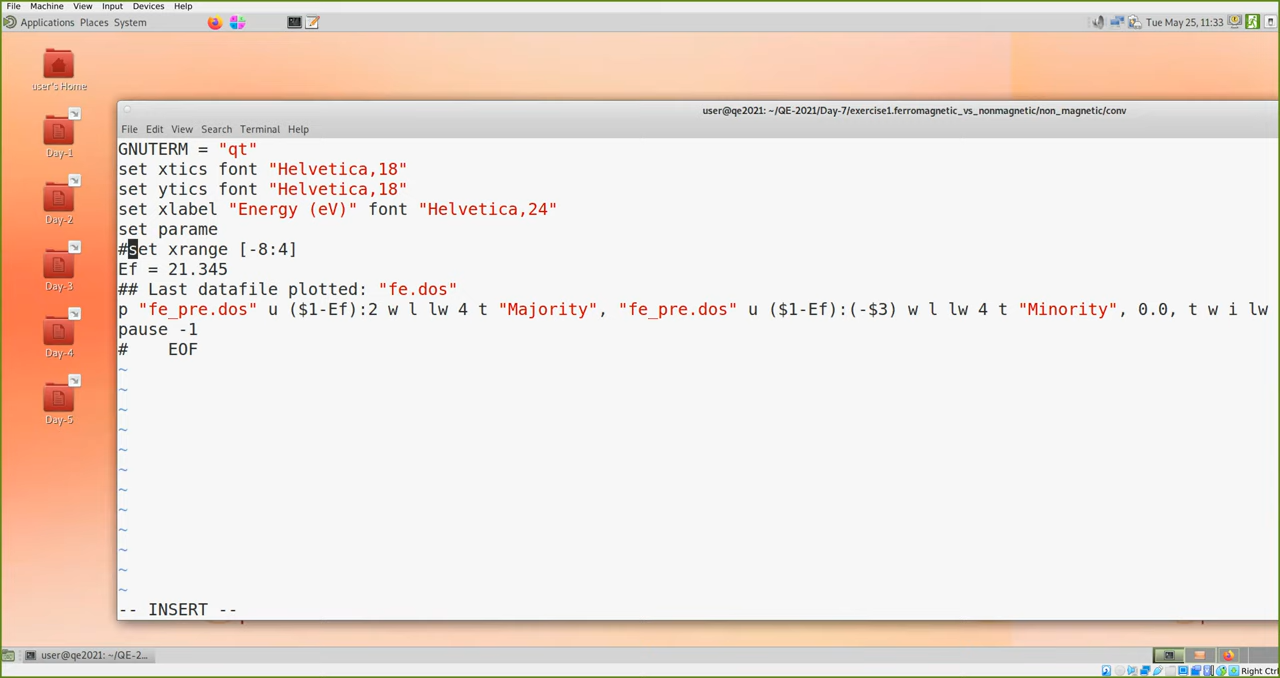 File Machine View Input Devices Help
Applications Places System
Tue May 25, 11:33
user's Home
Day-1
Day-2
Day-3
Day-4
Day-5
user@qe2021: ~/QE-2021/Day-7/exercise1.ferromagnetic_vs_nonmagnetic/non_magnetic/conv
File Edit View Search Terminal Help
GNUTERM = "qt"
set xtics font "Helvetica,18"
set ytics font "Helvetica,18"
set xlabel "Energy (eV)" font "Helvetica,24"
set parame
#set xrange [-8:4]
Ef = 21.345
## Last datafile plotted: "fe.dos"
p "fe_pre.dos" u ($1-Ef):2 w l lw 4 t "Majority", "fe_pre.dos" u ($1-Ef):(-$3) w l lw 4 t "Minority", 0.0, t w i lw
pause -1
#    EOF
~
~
~
~
~
~
~
~
~
~
~
~
-- INSERT --
user@qe2021: ~/QE-2...
Right Ctrl